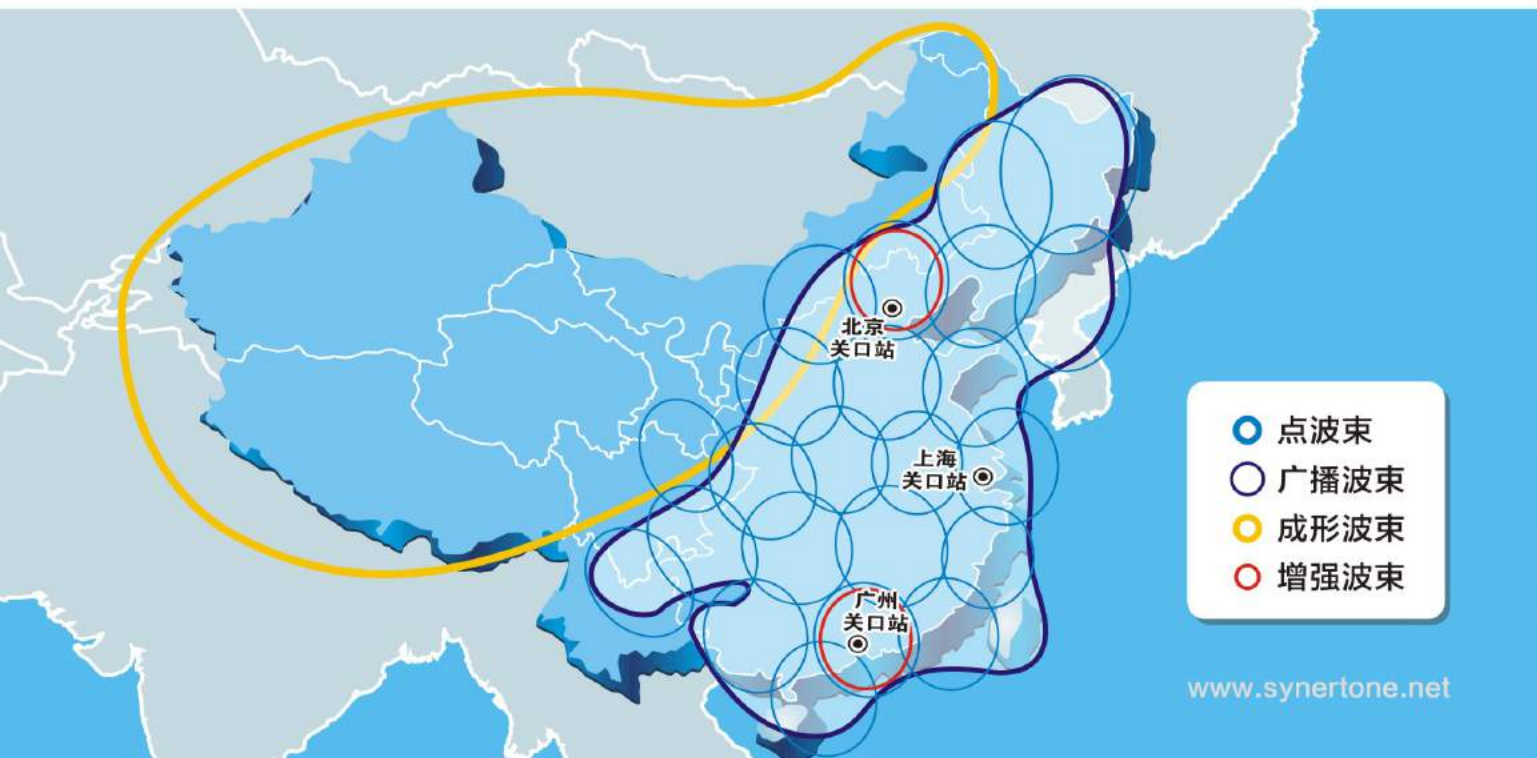 北京
关口站
上海
关口站
广州
关口站
点波束
广播波束
成形波束
增强波束
www.synertone.net